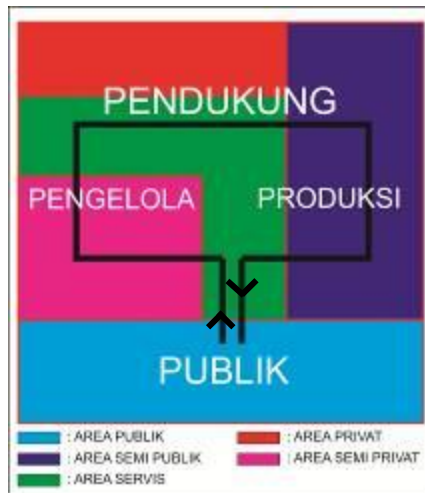 PENDUKUNG
PENGELOLA
PRODUKSI
PUBLIK
: AREA PUBLIK
: AREA PRIVAT
: AREA SEMI PUBLIK
: AREA SEMI PRIVAT
: AREA SERVIS